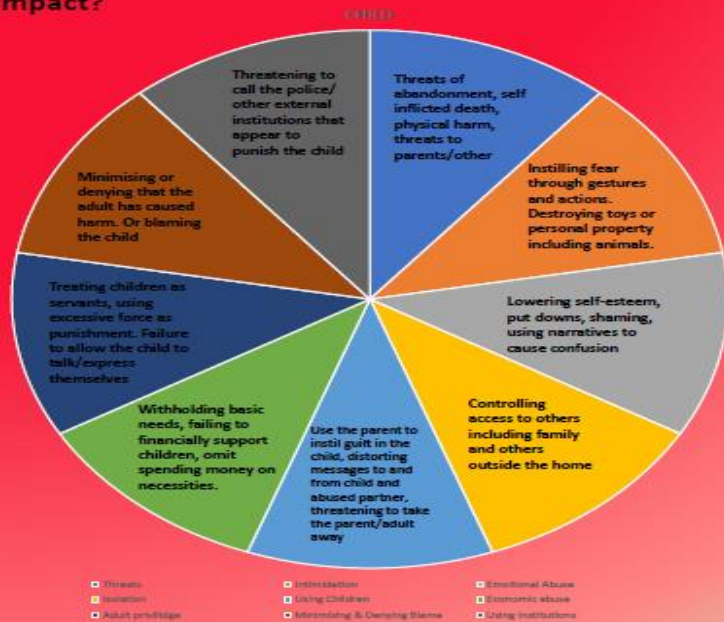 mpact?
CHILD
Threatening to
call the police/
other external
institutions that
appear to
punish the child
Threats of
abandonment, self
inflicted death,
physical harm,
threats to
parents/other
Instilling fear
through gestures
and actions.
Destroying toys or
personal property
including animals.
Lowering self-esteem,
put downs, shaming,
using narratives to
cause confusion
Controlling
access to others
including family
and others
outside the home
Use the parent to
instil guilt in the
child, distorting
messages to and
from child and
abused partner,
threatening to take
the parent/adult
away
Withholding basic
needs, failing to
financially support
children, omit
spending money on
necessities.
Treating children as
servants, using
excessive force as
punishment. Failure
to allow the child to
talk/express
themselves
Minimising or
denying that the
adult has caused
harm. Or blaming
the child
Threats
Intimidation
Emotional Abuse
Isolation
Using Children
Economic abuse
Adult privilidge
Minimising & Denying Blame
Using Institutions